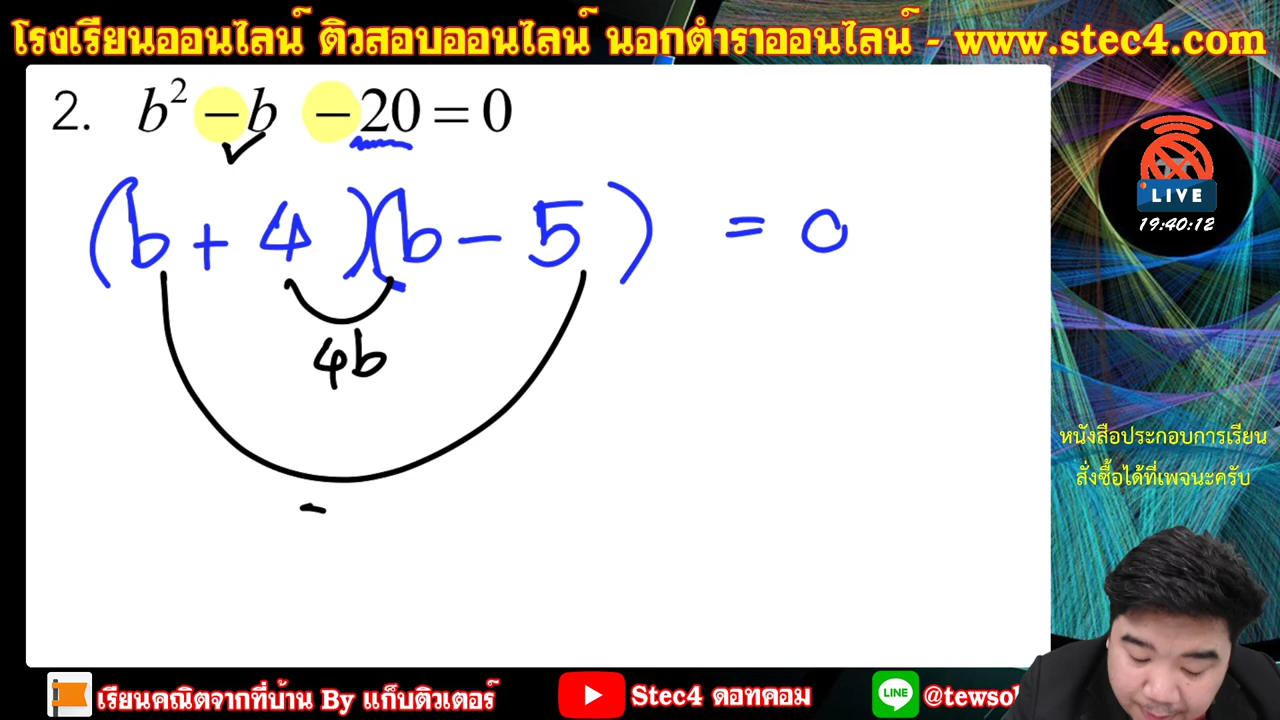 โรงเรียนออนไลน์ ติวสอบออนไลน์ นอกตำราออนไลน์ - www.stec4.com
2. b² − b − 20 = 0
(b + 4)(b − 5) = 0
4b
-
LIVE
19:40:12
หนังสือประกอบการเรียน
สั่งซื้อได้ที่เพจนะครับ
เรียนคณิตจากที่บ้าน By แก็บติวเตอร์
Stec4 ดอทคอม
LINE